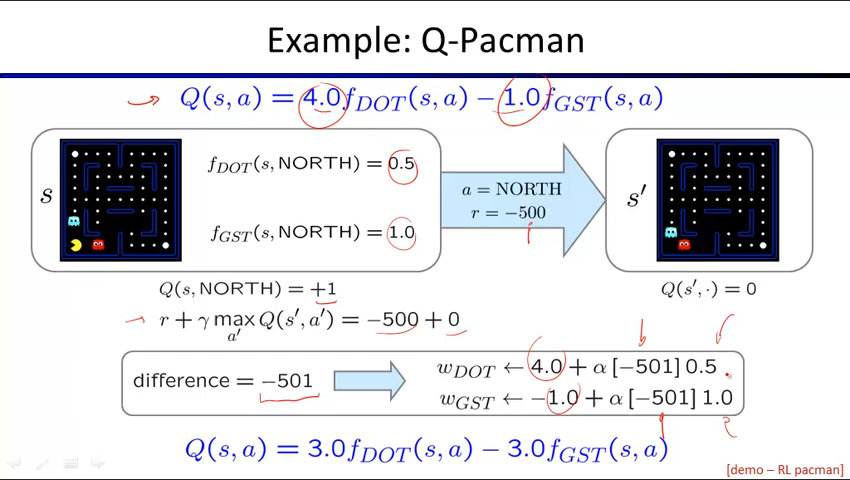 Example: Q-Pacman
Q(s, a) = 4.0f_DOT(s, a) − 1.0f_GST(s, a)
s
f_DOT(s, NORTH) = 0.5
f_GST(s, NORTH) = 1.0
a = NORTH
r = −500
s′
Q(s, NORTH) = +1
Q(s′, ·) = 0
r + γ max_a′ Q(s′, a′) = −500 + 0
difference = −501
w_DOT ← 4.0 + α [−501] 0.5
w_GST ← −1.0 + α [−501] 1.0
Q(s, a) = 3.0f_DOT(s, a) − 3.0f_GST(s, a)
[demo – RL pacman]